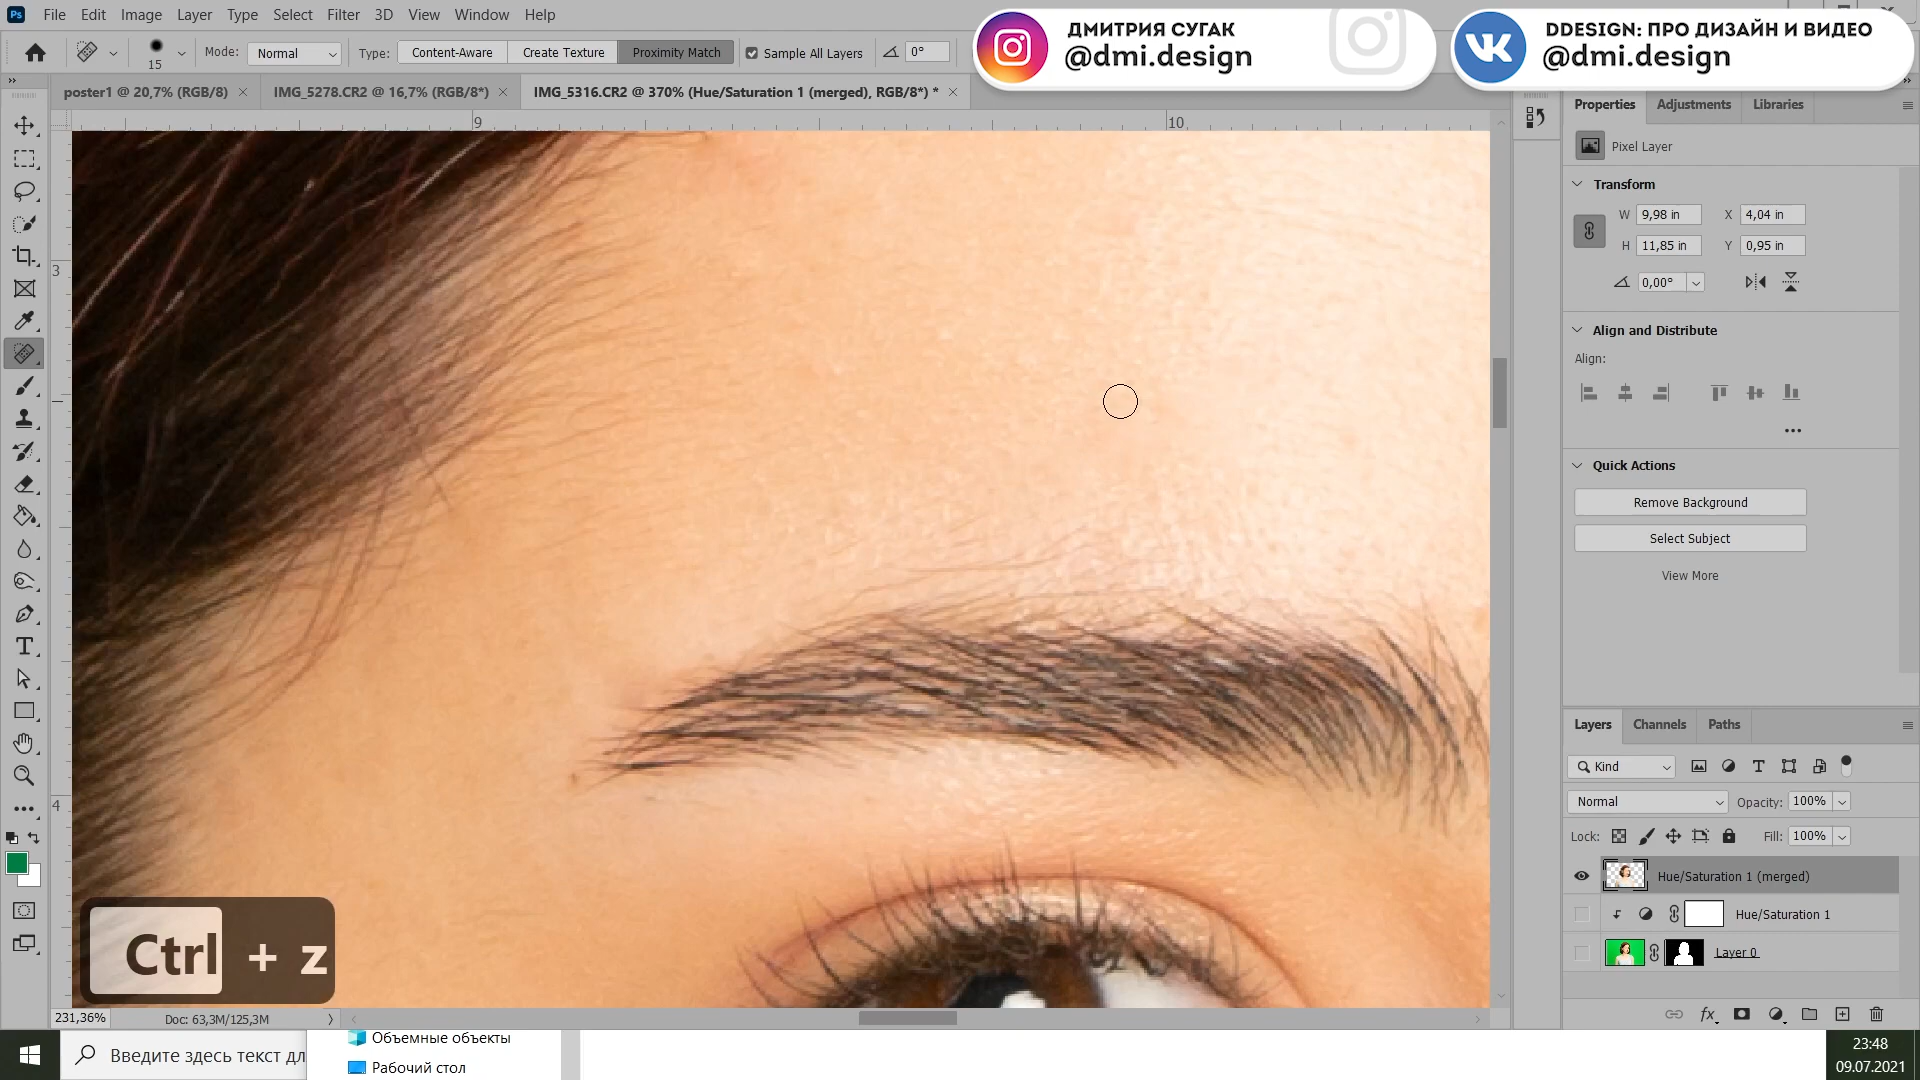 Ps File Edit Image Layer Type Select Filter 3D View Window Help
15 Mode: Normal Type: Content-Aware Create Texture Proximity Match Sample All Layers 0°
ДМИТРИЯ СУГАК
@dmi.design
DDESIGN: ПРО ДИЗАЙН И ВИДЕО
@dmi.design
poster1 @ 20,7% (RGB/8) IMG_5278.CR2 @ 16,7% (RGB/8*) IMG_5316.CR2 @ 370% (Hue/Saturation 1 (merged), RGB/8*) *
9 10
3
4
Properties Adjustments Libraries
Pixel Layer
Transform
W 9,98 in X 4,04 in
H 11,85 in Y 0,95 in
0,00°
Align and Distribute
Align:
Quick Actions
Remove Background
Select Subject
View More
Layers Channels Paths
Kind
Normal Opacity: 100%
Lock: Fill: 100%
Hue/Saturation 1 (merged)
Hue/Saturation 1
Layer 0
fx
Ctrl + z
231,36% Doc: 63,3M/125,3M
Введите здесь текст дл
Объемные объекты
Рабочий стол
23:48
09.07.2021